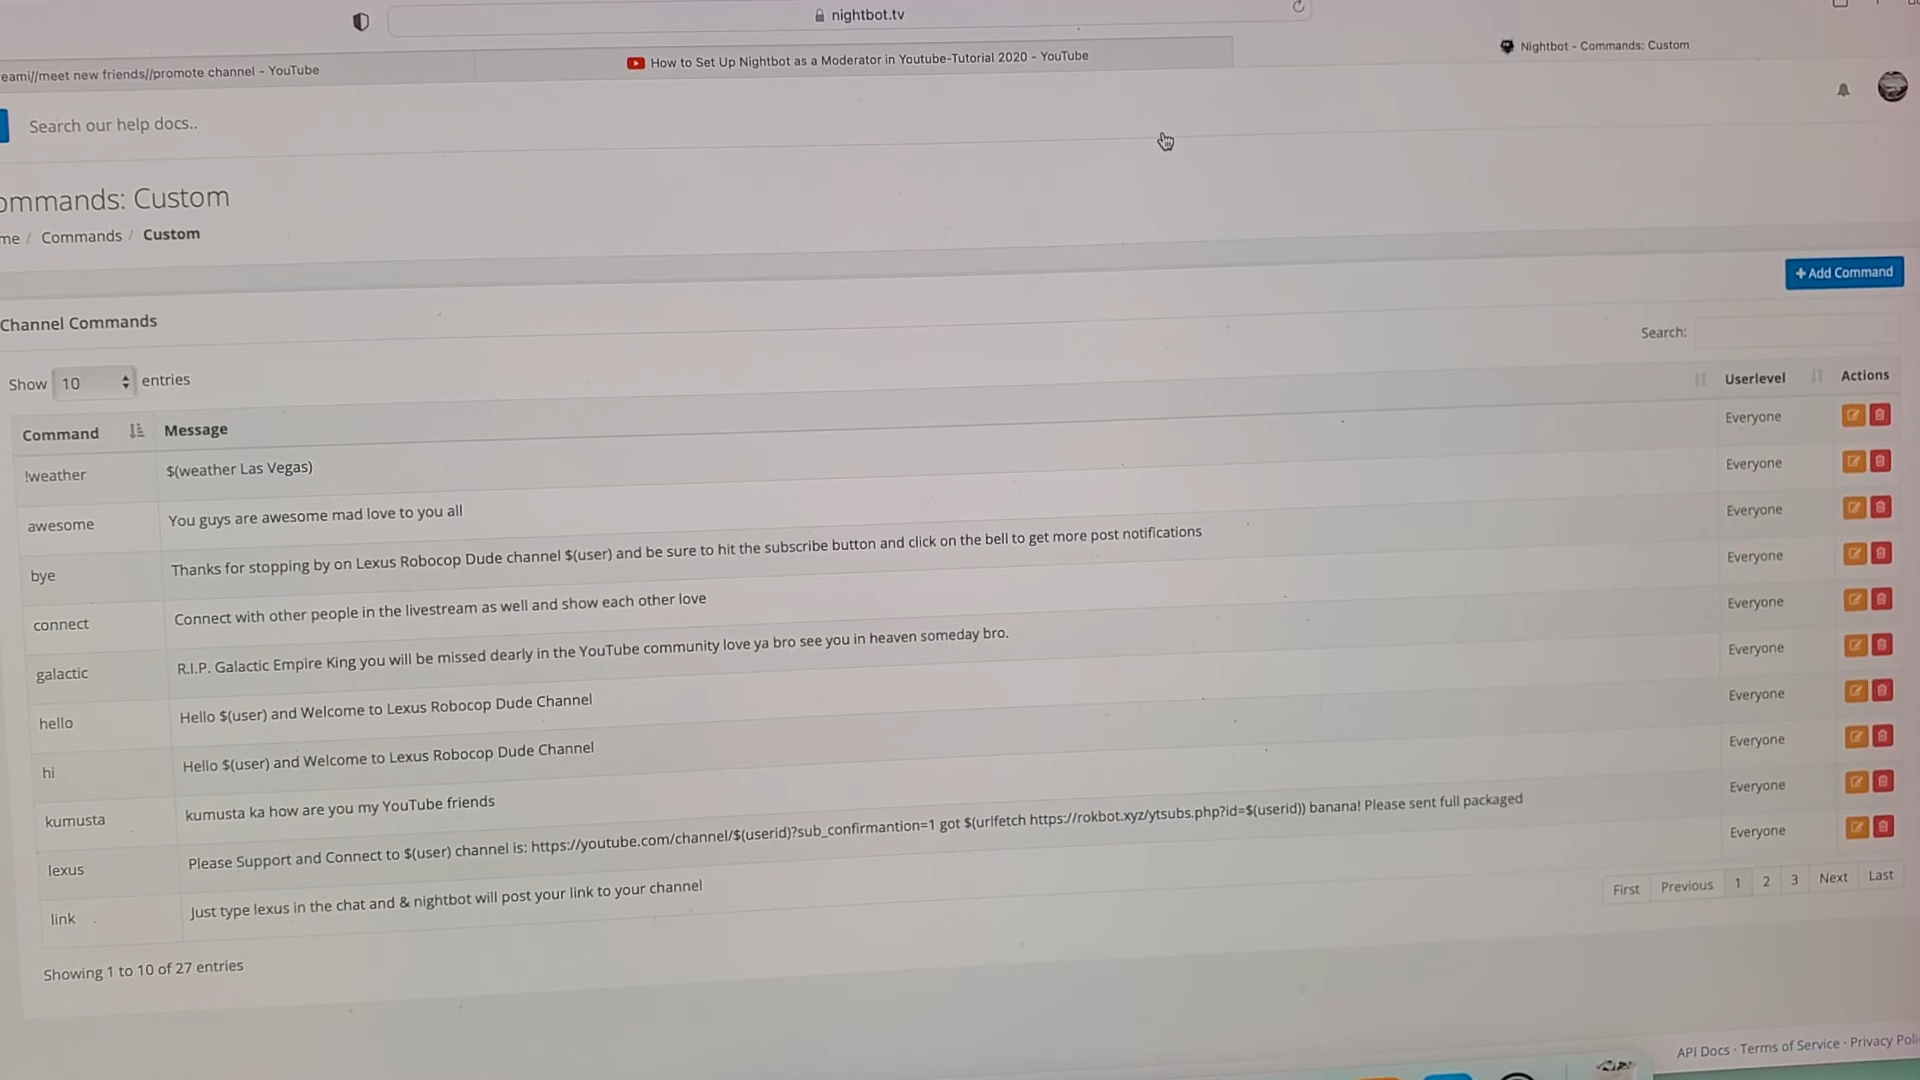 nightbot.tv
eami//meet new friends//promote channel - YouTube
How to Set Up Nightbot as a Moderator in Youtube-Tutorial 2020 - YouTube
Nightbot - Commands: Custom
Search our help docs..
ommands: Custom
me / Commands / Custom
+ Add Command
Channel Commands
Search:
Show 10 entries
Command Message Userlevel Actions
!weather $(weather Las Vegas) Everyone
awesome You guys are awesome mad love to you all Everyone
bye Thanks for stopping by on Lexus Robocop Dude channel $(user) and be sure to hit the subscribe button and click on the bell to get more post notifications Everyone
connect Connect with other people in the livestream as well and show each other love Everyone
galactic R.I.P. Galactic Empire King you will be missed dearly in the YouTube community love ya bro see you in heaven someday bro. Everyone
hello Hello $(user) and Welcome to Lexus Robocop Dude Channel Everyone
hi Hello $(user) and Welcome to Lexus Robocop Dude Channel Everyone
kumusta kumusta ka how are you my YouTube friends Everyone
lexus Please Support and Connect to $(user) channel is: https://youtube.com/channel/$(userid)?sub_confirmantion=1 got $(urlfetch https://rokbot.xyz/ytsubs.php?id=$(userid)) banana! Please sent full packaged Everyone
link Just type lexus in the chat and & nightbot will post your link to your channel Everyone
First Previous 1 2 3 Next Last
Showing 1 to 10 of 27 entries
API Docs · Terms of Service · Privacy Poli